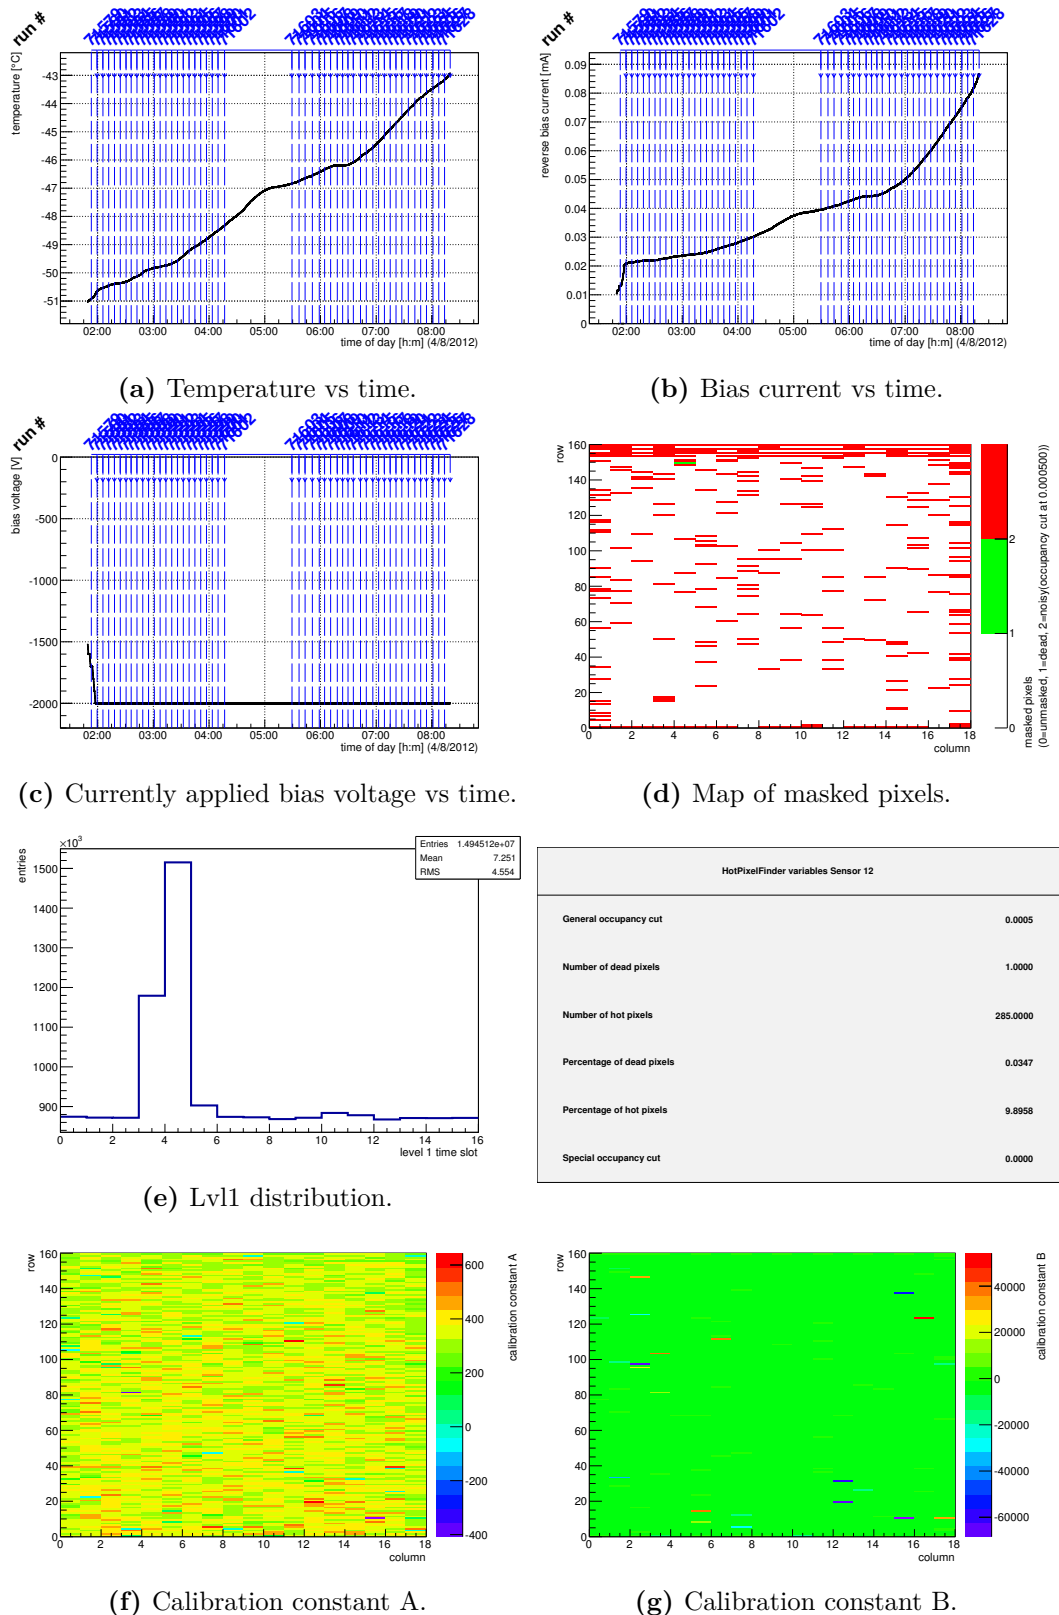 run #
run #
temperature [°C]
-43
-44
-45
-46
-47
-48
-49
-50
-51
02:00 03:00 04:00 05:00 06:00 07:00 08:00
time of day [h:m] (4/8/2012)
reverse bias current [mA]
0.09
0.08
0.07
0.06
0.05
0.04
0.03
0.02
0.01
0
02:00 03:00 04:00 05:00 06:00 07:00 08:00
time of day [h:m] (4/8/2012)
(a) Temperature vs time.
(b) Bias current vs time.
run #
bias voltage [V]
0
-500
-1000
-1500
-2000
02:00 03:00 04:00 05:00 06:00 07:00 08:00
time of day [h:m] (4/8/2012)
row
160
140
120
100
80
60
40
20
0
0 2 4 6 8 10 12 14 16 18
column
2
1
0
masked pixels
(0=unmasked, 1=dead, 2=noisy(occupancy cut at 0.00500))
(c) Currently applied bias voltage vs time.
(d) Map of masked pixels.
×10³
entries
1500
1400
1300
1200
1100
1000
900
0 2 4 6 8 10 12 14 16
level 1 time slot
Entries 1.494512e+07
Mean 7.251
RMS 4.554
HotPixelFinder variables Sensor 12
General occupancy cut 0.0005
Number of dead pixels 1.0000
Number of hot pixels 285.0000
Percentage of dead pixels 0.0347
Percentage of hot pixels 9.8958
Special occupancy cut 0.0000
(e) Lvl1 distribution.
row
160
140
120
100
80
60
40
20
0
0 2 4 6 8 10 12 14 16 18
column
600
400
200
0
-200
-400
calibration constant A
row
160
140
120
100
80
60
40
20
0
0 2 4 6 8 10 12 14 16 18
column
40000
20000
0
-20000
-40000
-60000
calibration constant B
(f) Calibration constant A.
(g) Calibration constant B.